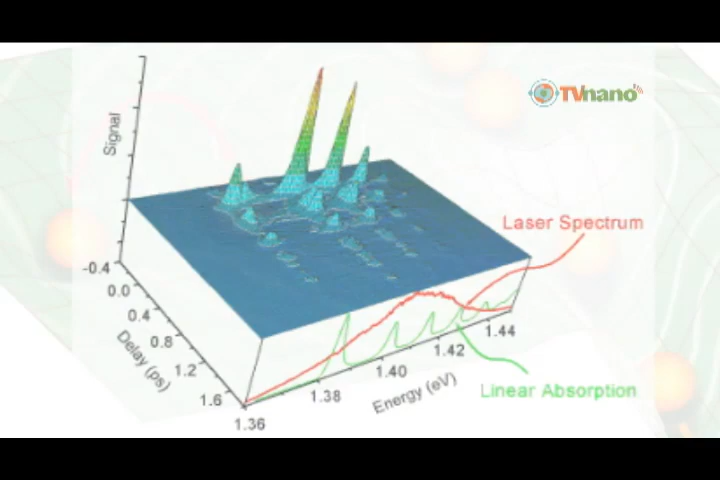 TVnano
Signal
Laser Spectrum
-0.4
0.0
0.4
0.8
1.2
1.6
Delay (ps)
1.36
1.38
1.40
1.42
1.44
Energy (eV)
Linear Absorption